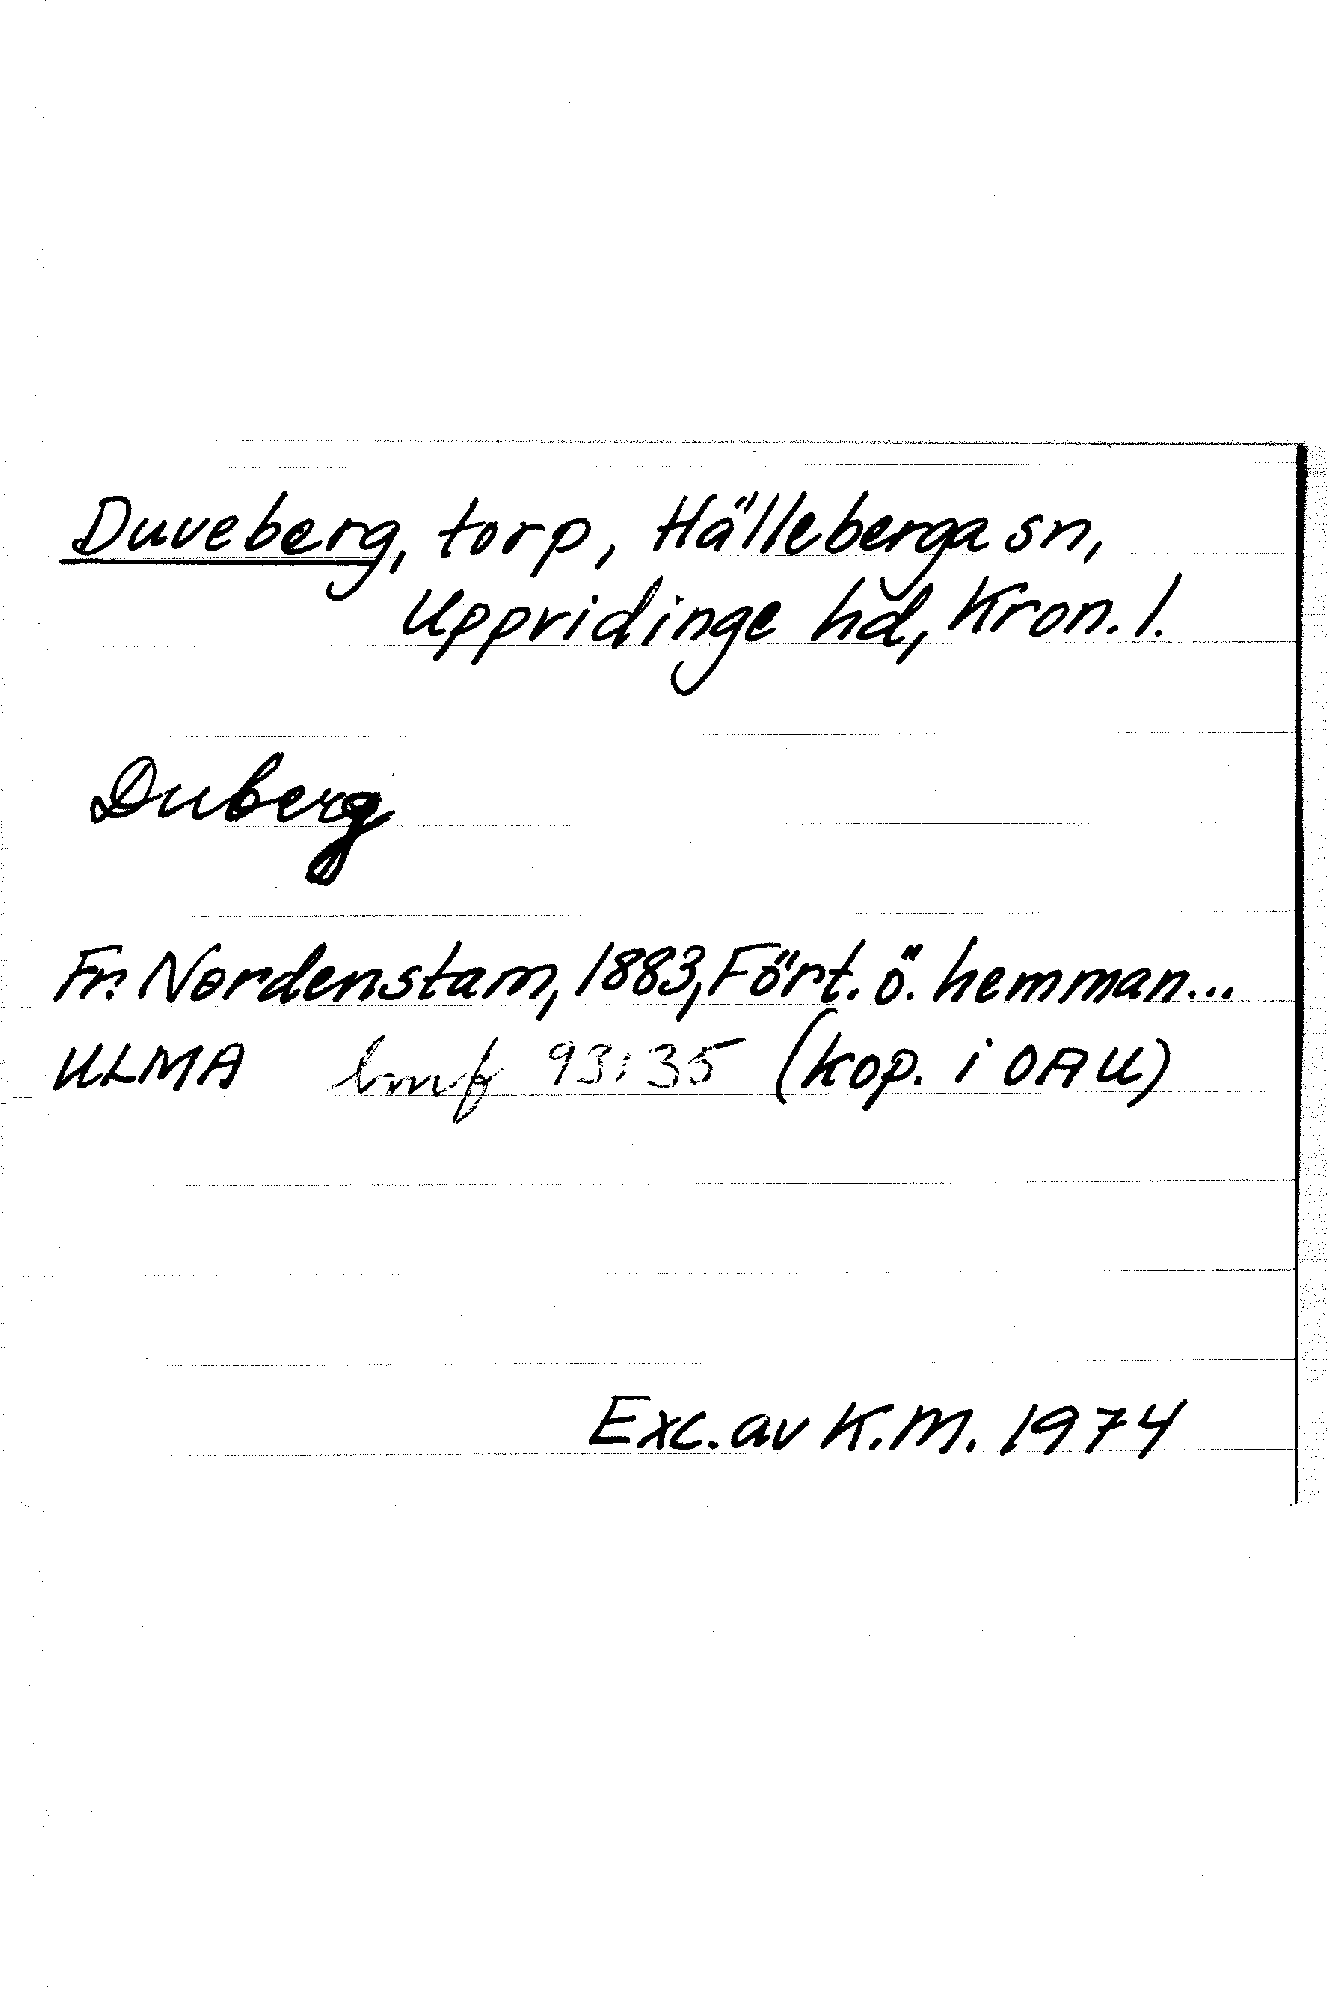 Duveberg, torp, Hälleberga sn,
Uppvidinge hd, Kron. l.
Duberg
Fr. Nordenstam, 1883, Fört. ö. hemman...
ULMA bmf 93:35 (kop. i OAU)
Exc. av K.M. 1974